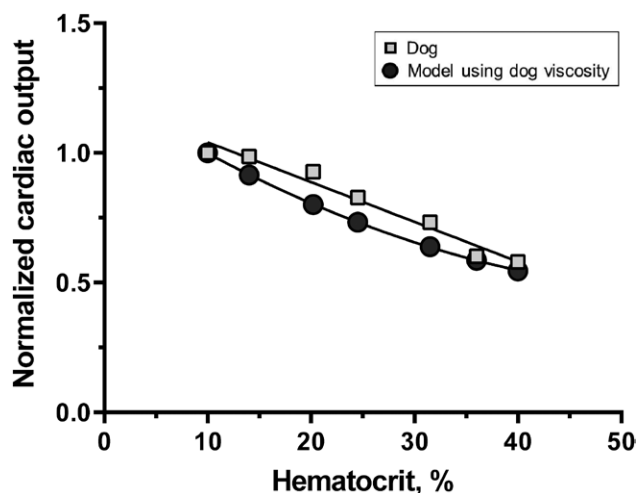 1.5
1.0
0.5
0.0
Normalized cardiac output
Dog
Model using dog viscosity
0 10 20 30 40 50
Hematocrit, %